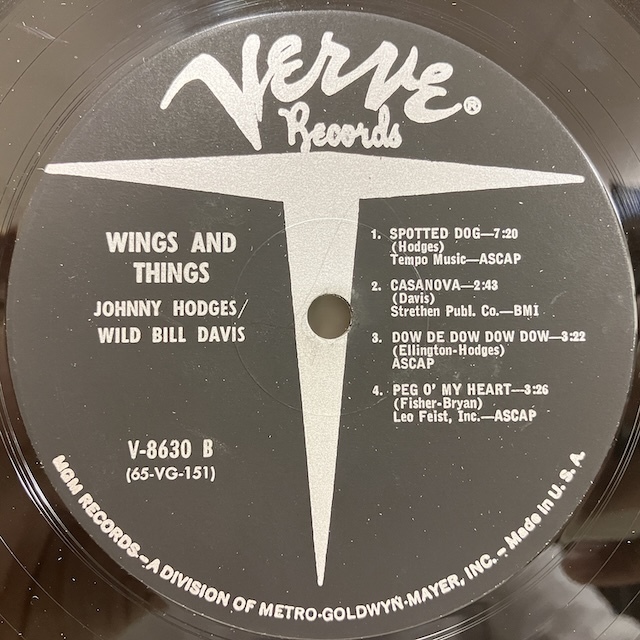 Verve®
Records
WINGS AND
THINGS
JOHNNY HODGES/
WILD BILL DAVIS
V-8630 B
(65-VG-151)
1. SPOTTED DOG—7:20
(Hodges)
Tempo Music—ASCAP
2. CASANOVA—2:43
(Davis)
Strethen Publ. Co.—BMI
3. DOW DE DOW DOW DOW—3:22
(Ellington-Hodges)
ASCAP
4. PEG O' MY HEART—3:26
(Fisher-Bryan)
Leo Feist, Inc.—ASCAP
MGM RECORDS—A DIVISION OF METRO-GOLDWYN-MAYER, INC.—Made in U. S. A.